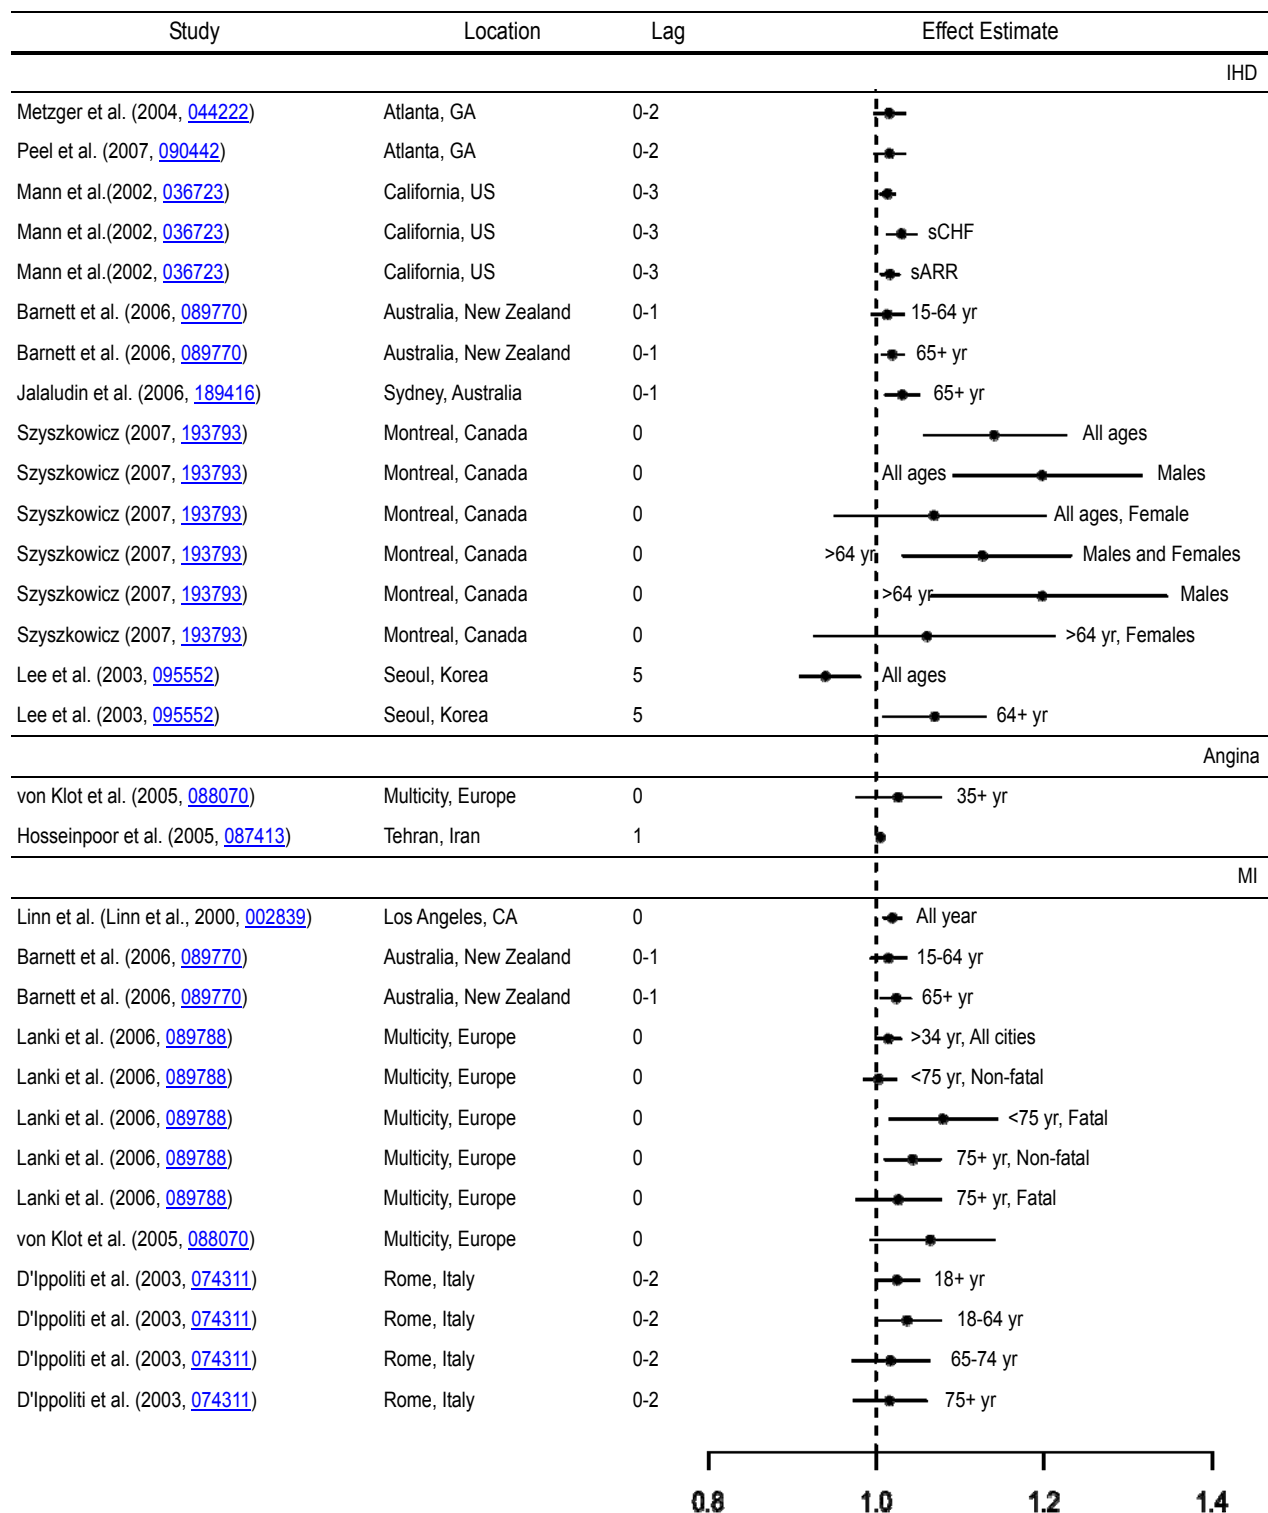 Study Location Lag Effect Estimate
IHD
Metzger et al. (2004, 044222) Atlanta, GA 0-2
Peel et al. (2007, 090442) Atlanta, GA 0-2
Mann et al.(2002, 036723) California, US 0-3
Mann et al.(2002, 036723) California, US 0-3 sCHF
Mann et al.(2002, 036723) California, US 0-3 sARR
Barnett et al. (2006, 089770) Australia, New Zealand 0-1 15-64 yr
Barnett et al. (2006, 089770) Australia, New Zealand 0-1 65+ yr
Jalaludin et al. (2006, 189416) Sydney, Australia 0-1 65+ yr
Szyszkowicz (2007, 193793) Montreal, Canada 0 All ages
Szyszkowicz (2007, 193793) Montreal, Canada 0 All ages Males
Szyszkowicz (2007, 193793) Montreal, Canada 0 All ages, Female
Szyszkowicz (2007, 193793) Montreal, Canada 0 >64 yr Males and Females
Szyszkowicz (2007, 193793) Montreal, Canada 0 >64 yr Males
Szyszkowicz (2007, 193793) Montreal, Canada 0 >64 yr, Females
Lee et al. (2003, 095552) Seoul, Korea 5 All ages
Lee et al. (2003, 095552) Seoul, Korea 5 64+ yr
Angina
von Klot et al. (2005, 088070) Multicity, Europe 0 35+ yr
Hosseinpoor et al. (2005, 087413) Tehran, Iran 1
MI
Linn et al. (Linn et al., 2000, 002839) Los Angeles, CA 0 All year
Barnett et al. (2006, 089770) Australia, New Zealand 0-1 15-64 yr
Barnett et al. (2006, 089770) Australia, New Zealand 0-1 65+ yr
Lanki et al. (2006, 089788) Multicity, Europe 0 >34 yr, All cities
Lanki et al. (2006, 089788) Multicity, Europe 0 <75 yr, Non-fatal
Lanki et al. (2006, 089788) Multicity, Europe 0 <75 yr, Fatal
Lanki et al. (2006, 089788) Multicity, Europe 0 75+ yr, Non-fatal
Lanki et al. (2006, 089788) Multicity, Europe 0 75+ yr, Fatal
von Klot et al. (2005, 088070) Multicity, Europe 0
D'Ippoliti et al. (2003, 074311) Rome, Italy 0-2 18+ yr
D'Ippoliti et al. (2003, 074311) Rome, Italy 0-2 18-64 yr
D'Ippoliti et al. (2003, 074311) Rome, Italy 0-2 65-74 yr
D'Ippoliti et al. (2003, 074311) Rome, Italy 0-2 75+ yr
0.8 1.0 1.2 1.4